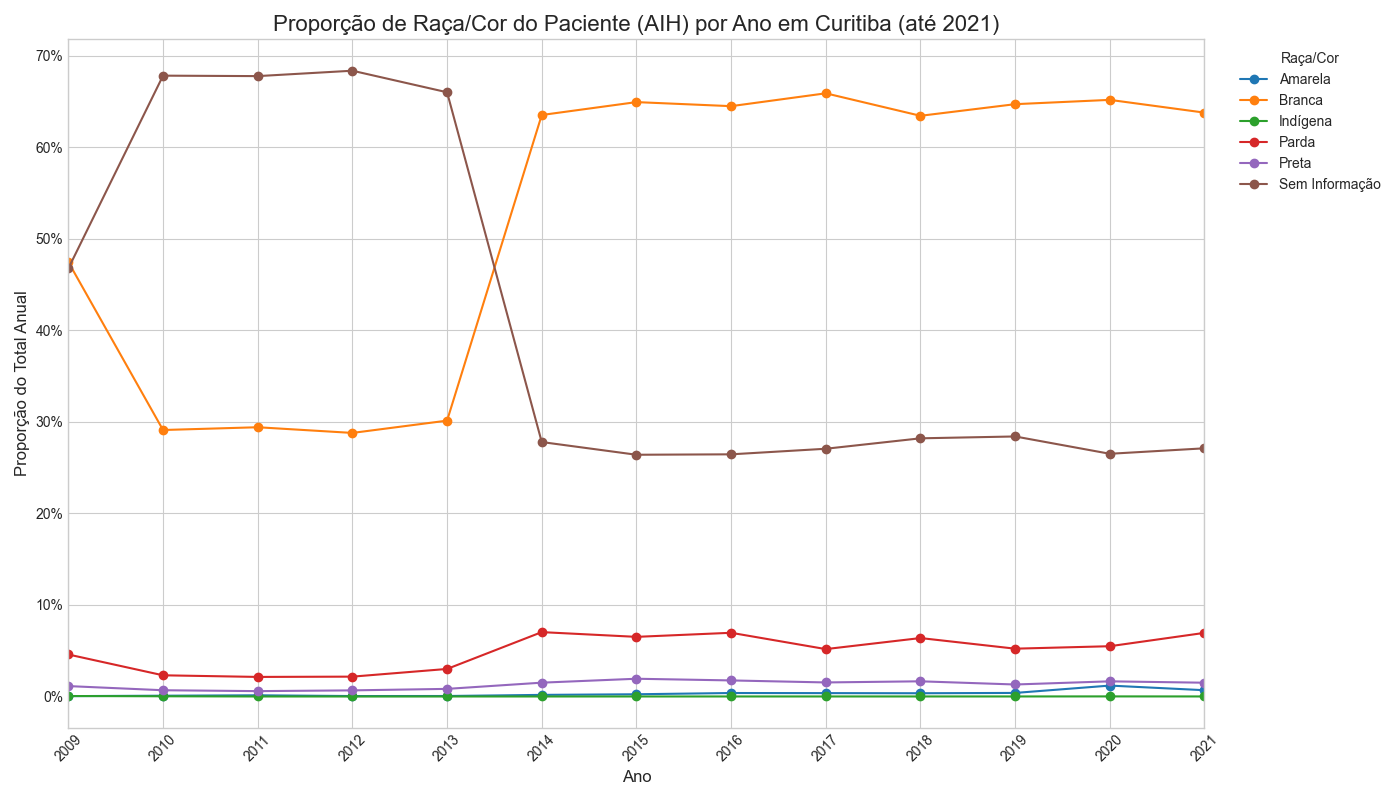 Proporção de Raça/Cor do Paciente (AIH) por Ano em Curitiba (até 2021)
Raça/Cor
Amarela
Branca
Indígena
Parda
Preta
Sem Informação
Proporção do Total Anual
70%
60%
50%
40%
30%
20%
10%
0%
2009
2010
2011
2012
2013
2014
2015
2016
2017
2018
2019
2020
2021
Ano